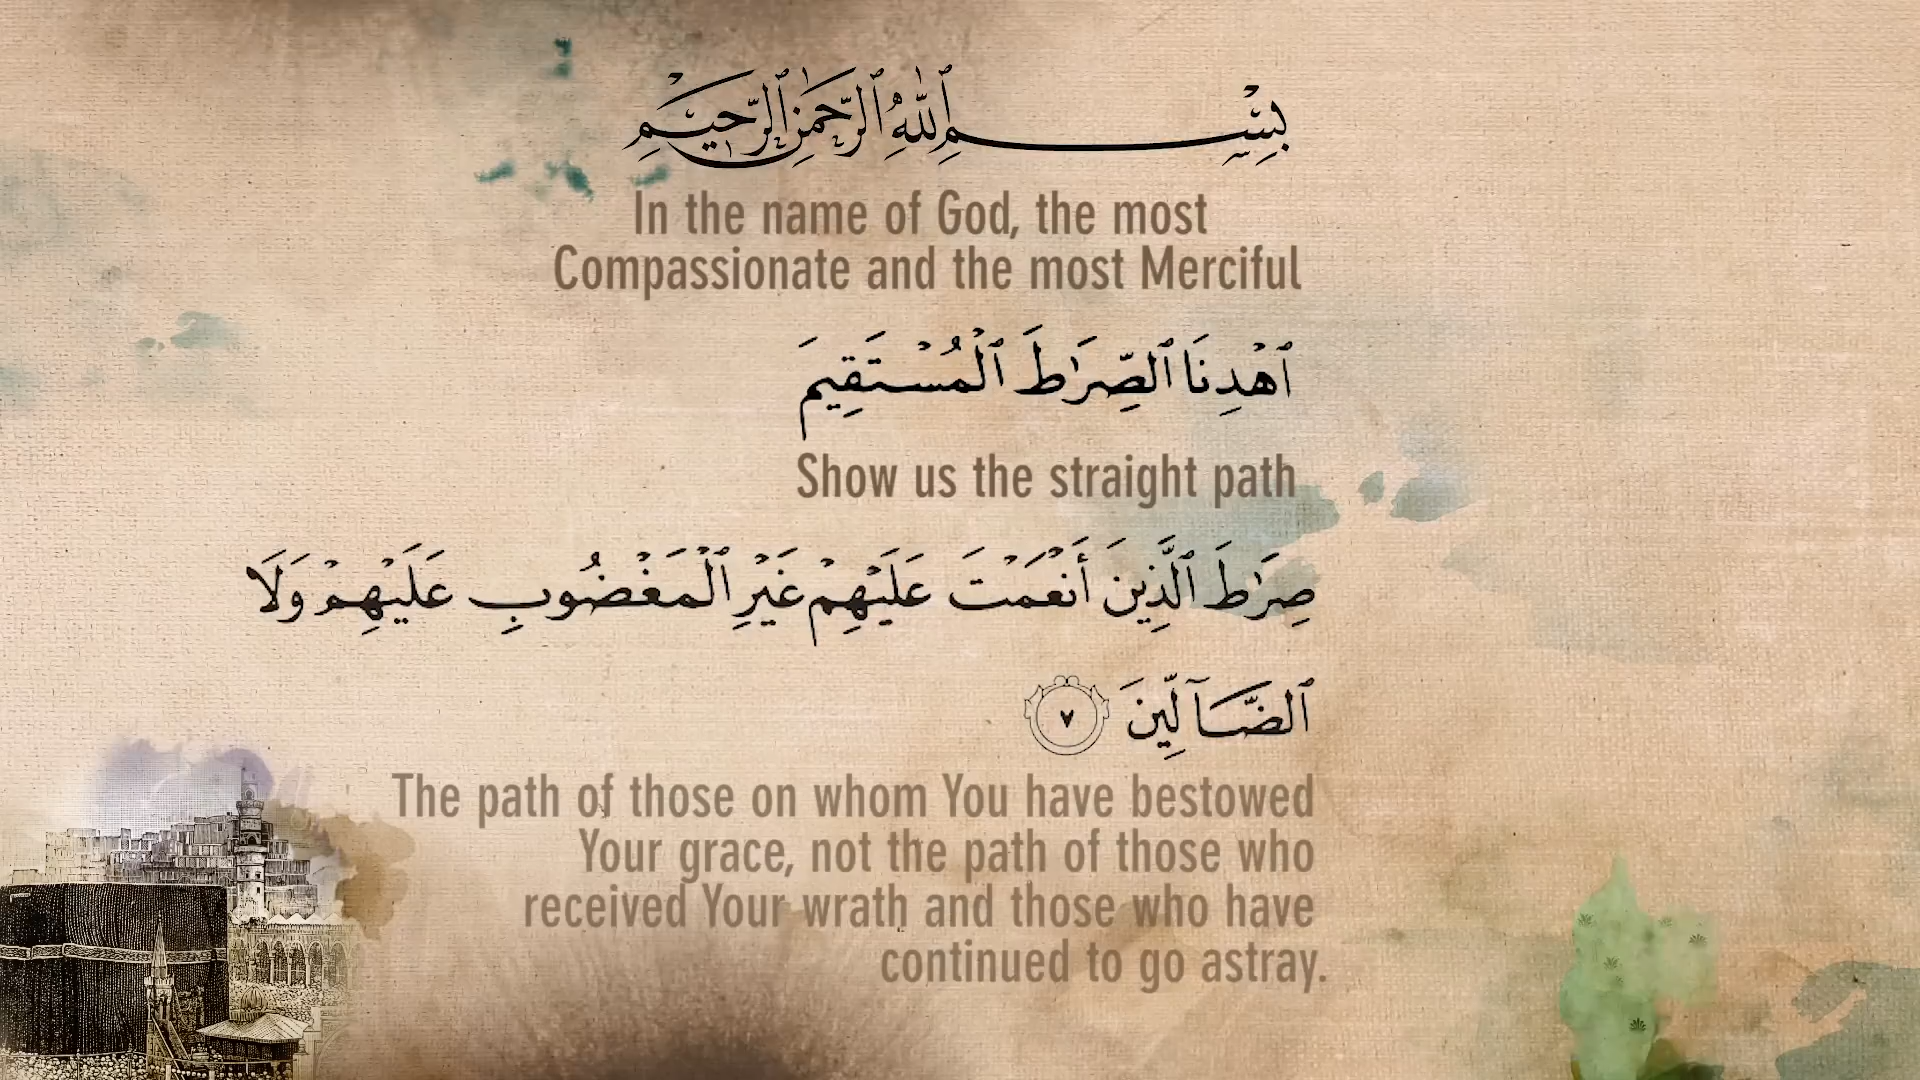 بِسْمِ ٱللَّهِ ٱلرَّحْمَٰنِ ٱلرَّحِيمِ
In the name of God, the most
Compassionate and the most Merciful
ٱهْدِنَا ٱلصِّرَٰطَ ٱلْمُسْتَقِيمَ
Show us the straight path
صِرَٰطَ ٱلَّذِينَ أَنْعَمْتَ عَلَيْهِمْ غَيْرِ ٱلْمَغْضُوبِ عَلَيْهِمْ وَلَا
ٱلضَّآلِّينَ ٧
The path of those on whom You have bestowed
Your grace, not the path of those who
received Your wrath and those who have
continued to go astray.